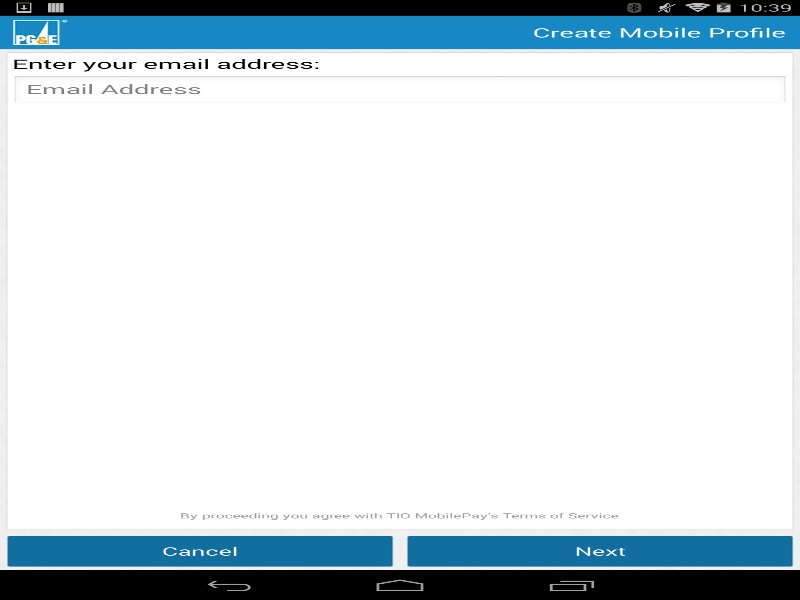 10:39
PG&E
Create Mobile Profile
Enter your email address:
Email Address
By proceeding you agree with TIO MobilePay's Terms of Service
Cancel
Next